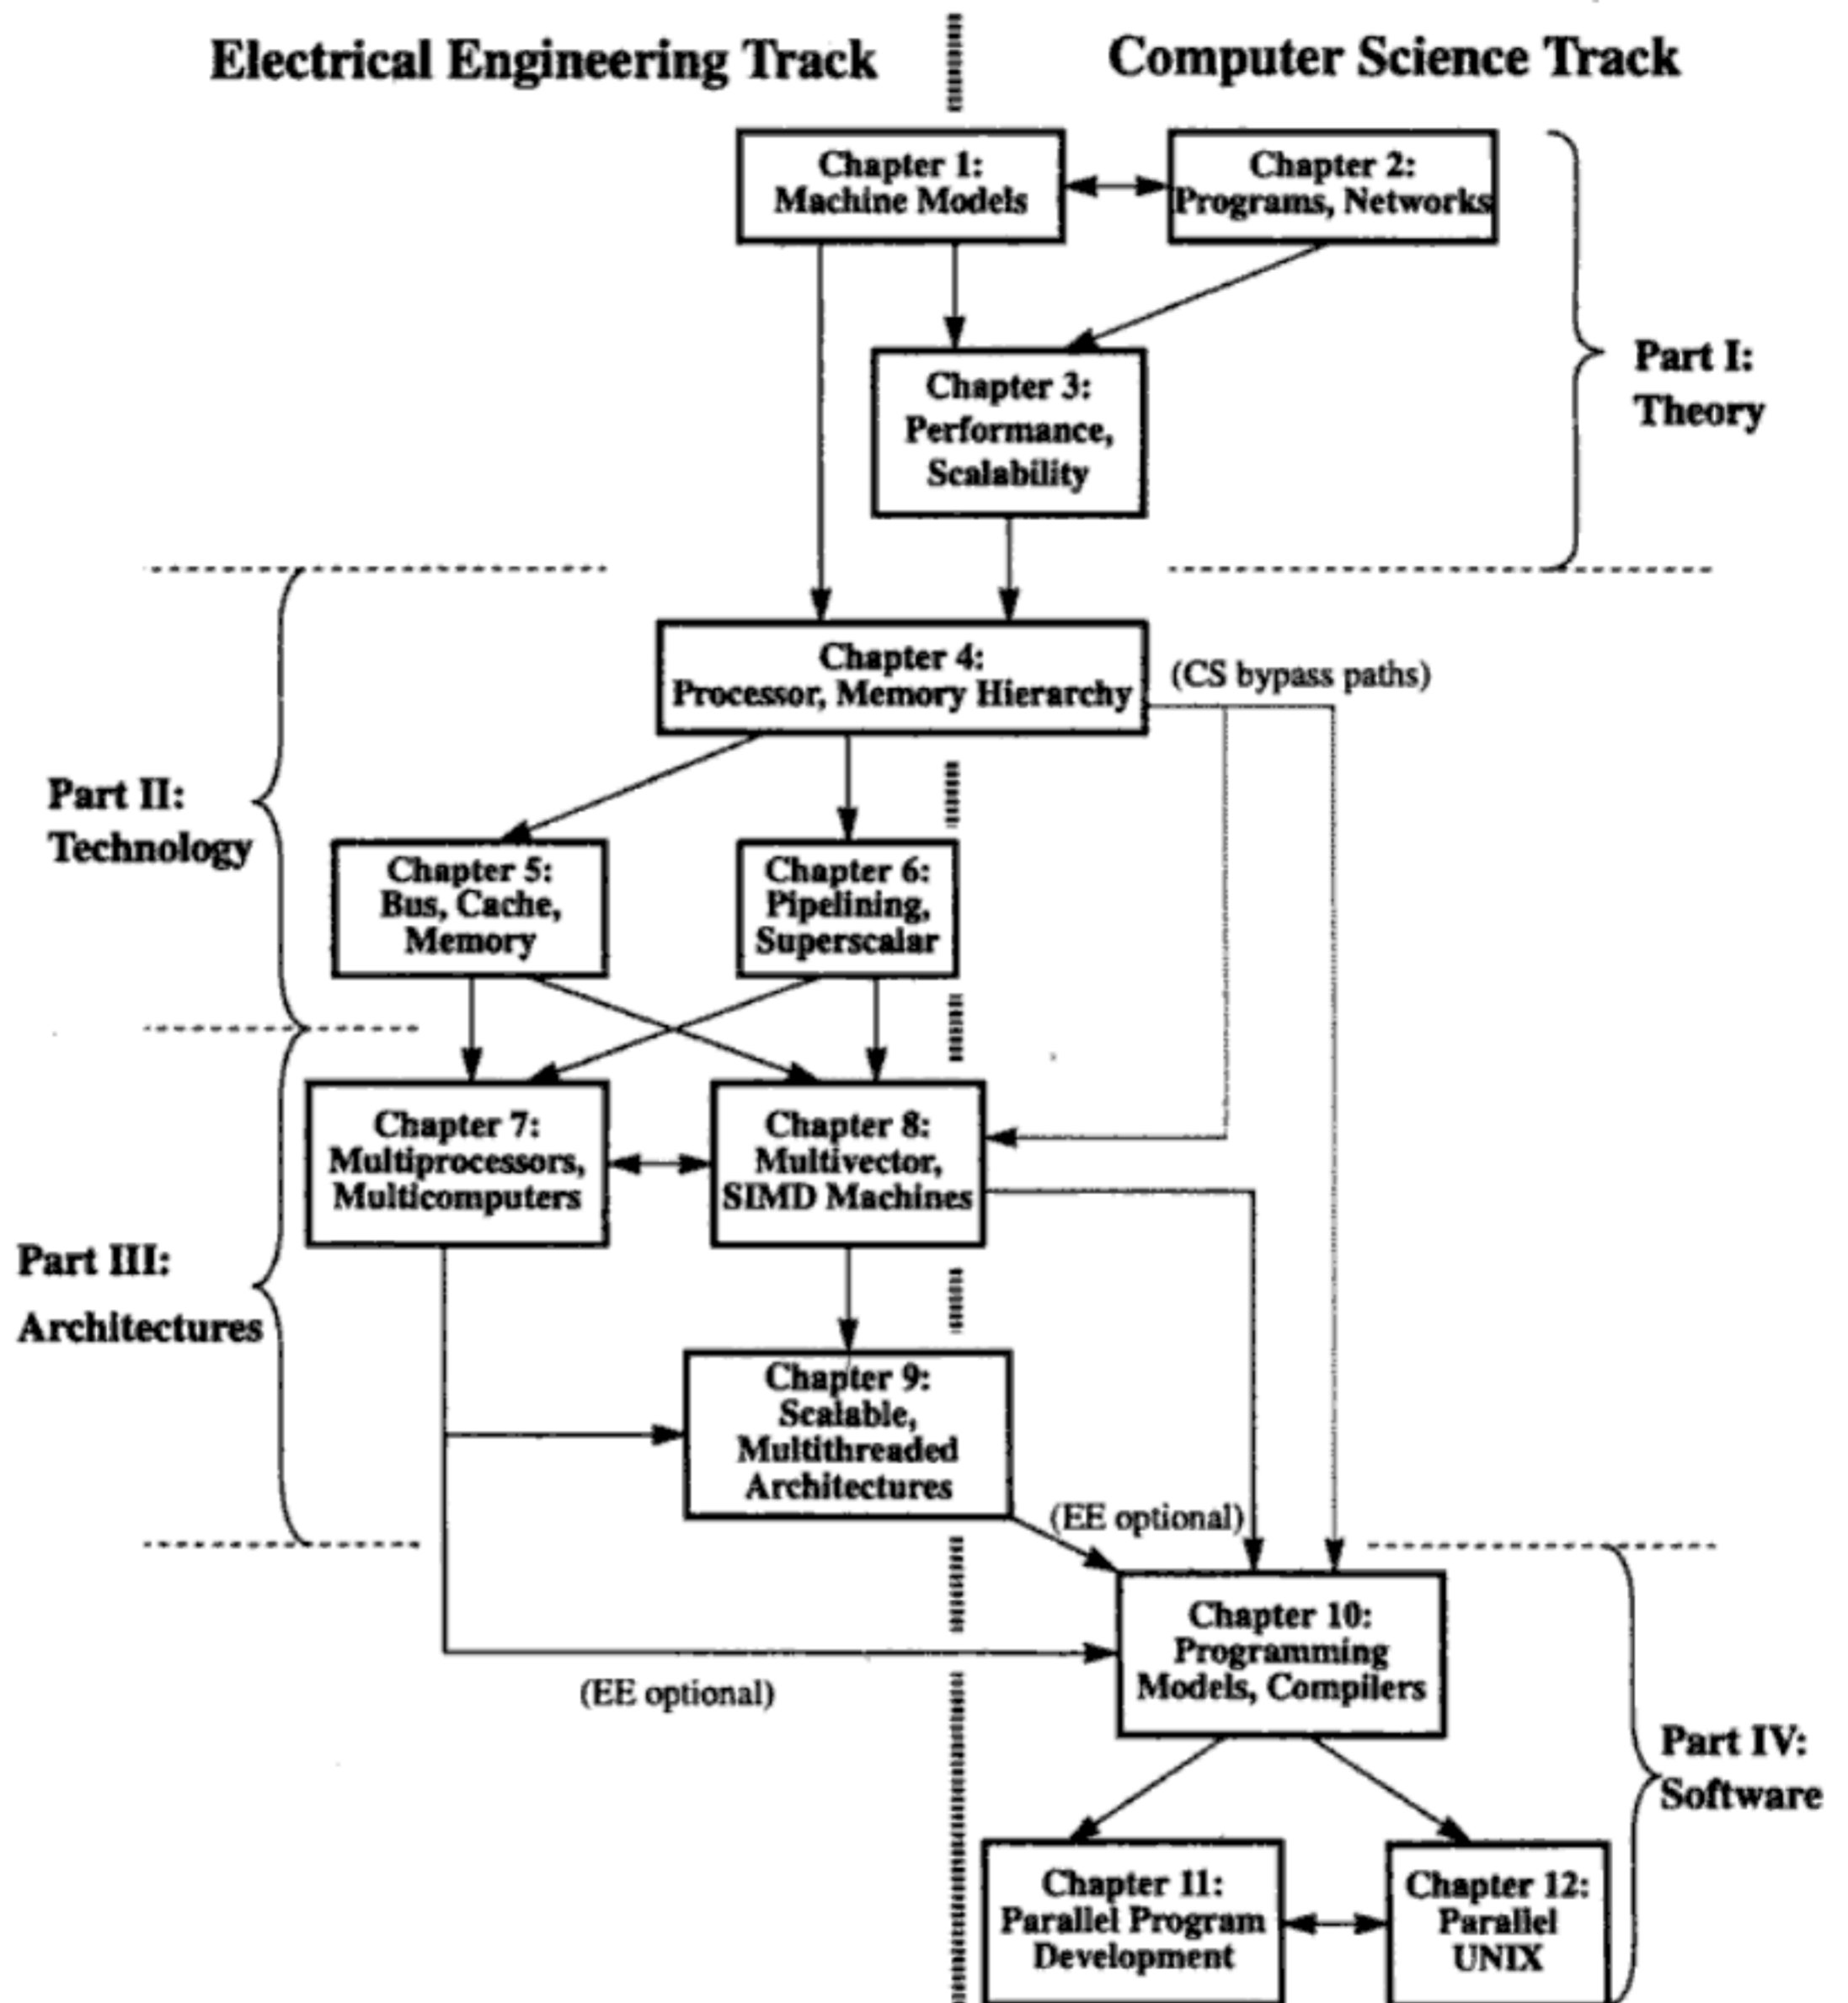 Electrical Engineering Track
Computer Science Track
Chapter 1:
Machine Models
Chapter 2:
Programs, Networks
Chapter 3:
Performance,
Scalability
Part I:
Theory
Chapter 4:
Processor, Memory Hierarchy
(CS bypass paths)
Part II:
Technology
Chapter 5:
Bus, Cache,
Memory
Chapter 6:
Pipelining,
Superscalar
Chapter 7:
Multiprocessors,
Multicomputers
Chapter 8:
Multivector,
SIMD Machines
Part III:
Architectures
Chapter 9:
Scalable,
Multithreaded
Architectures
(EE optional)
(EE optional)
Chapter 10:
Programming
Models, Compilers
Part IV:
Software
Chapter 11:
Parallel Program
Development
Chapter 12:
Parallel
UNIX